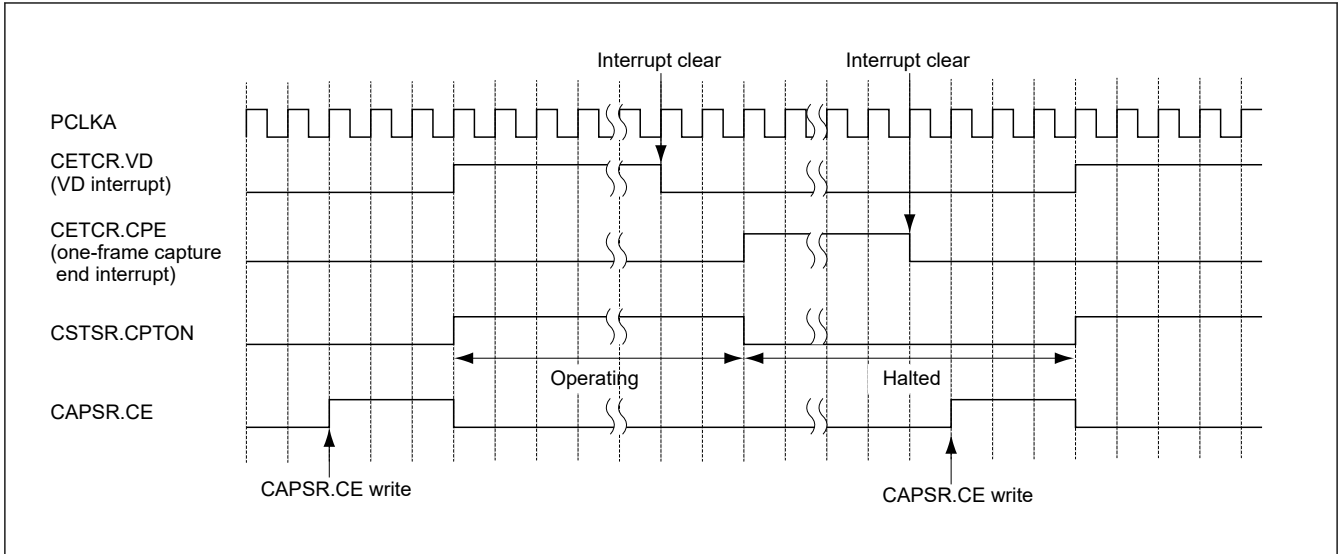 Interrupt clear
Interrupt clear
PCLKA
CETCR.VD
(VD interrupt)
CETCR.CPE
(one-frame capture
end interrupt)
CSTSR.CPTON
Operating
Halted
CAPSR.CE
CAPSR.CE write
CAPSR.CE write